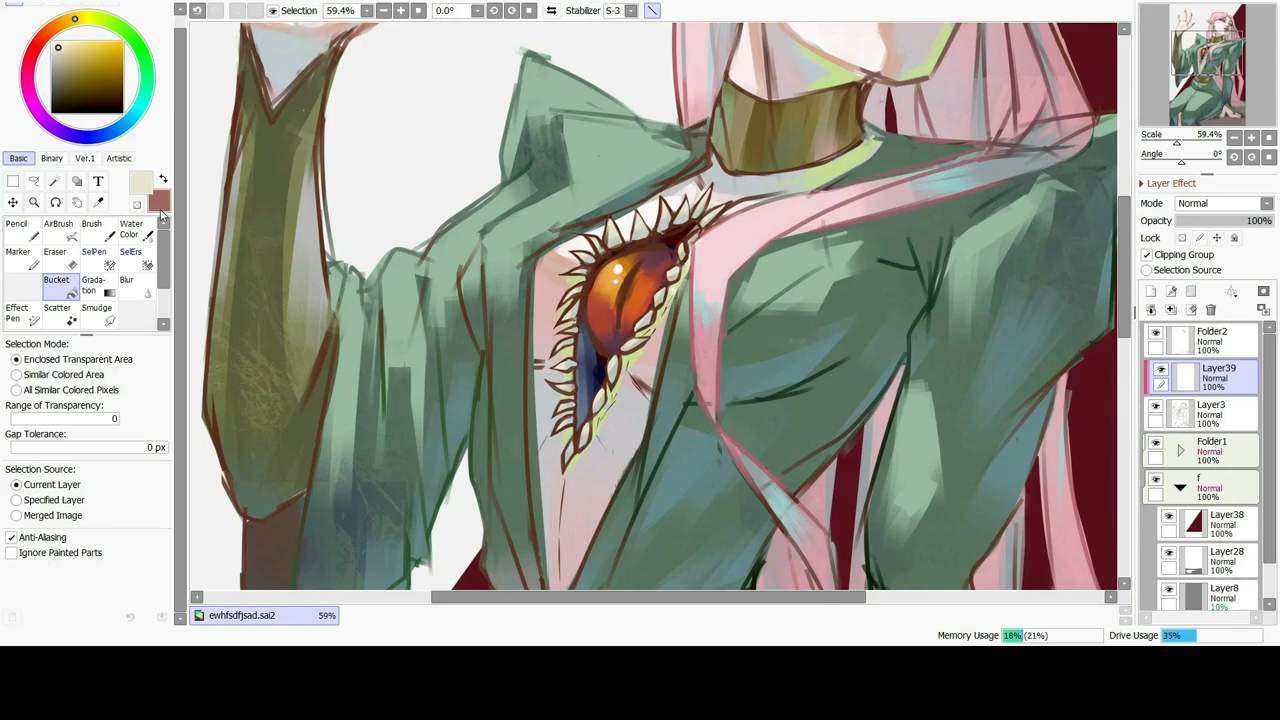 Selection 59.4% 0.0° Stabilizer S-3
Basic Binary Ver.1 Artistic
T
Pencil AirBrush Brush Water Color
Marker Eraser SelPen SelErs
Bucket Grada-tion Blur
Effect Pen Scatter Smudge
Selection Mode:
Enclosed Transparent Area
Similar Colored Area
All Similar Colored Pixels
Range of Transparency:
0
Gap Tolerance:
0 px
Selection Source:
Current Layer
Specified Layer
Merged Image
Anti-Aliasing
Ignore Painted Parts
ewhfsdfjsad.sai2 59%
Memory Usage 18% (21%) Drive Usage 35%
Scale 59.4%
Angle 0°
Layer Effect
Mode Normal
Opacity 100%
Lock
Clipping Group
Selection Source
Folder2
Normal
100%
Layer39
Normal
100%
Layer3
Normal
100%
Folder1
Normal
100%
f
Normal
100%
Layer38
Normal
100%
Layer28
Normal
100%
Layer8
Normal
10%